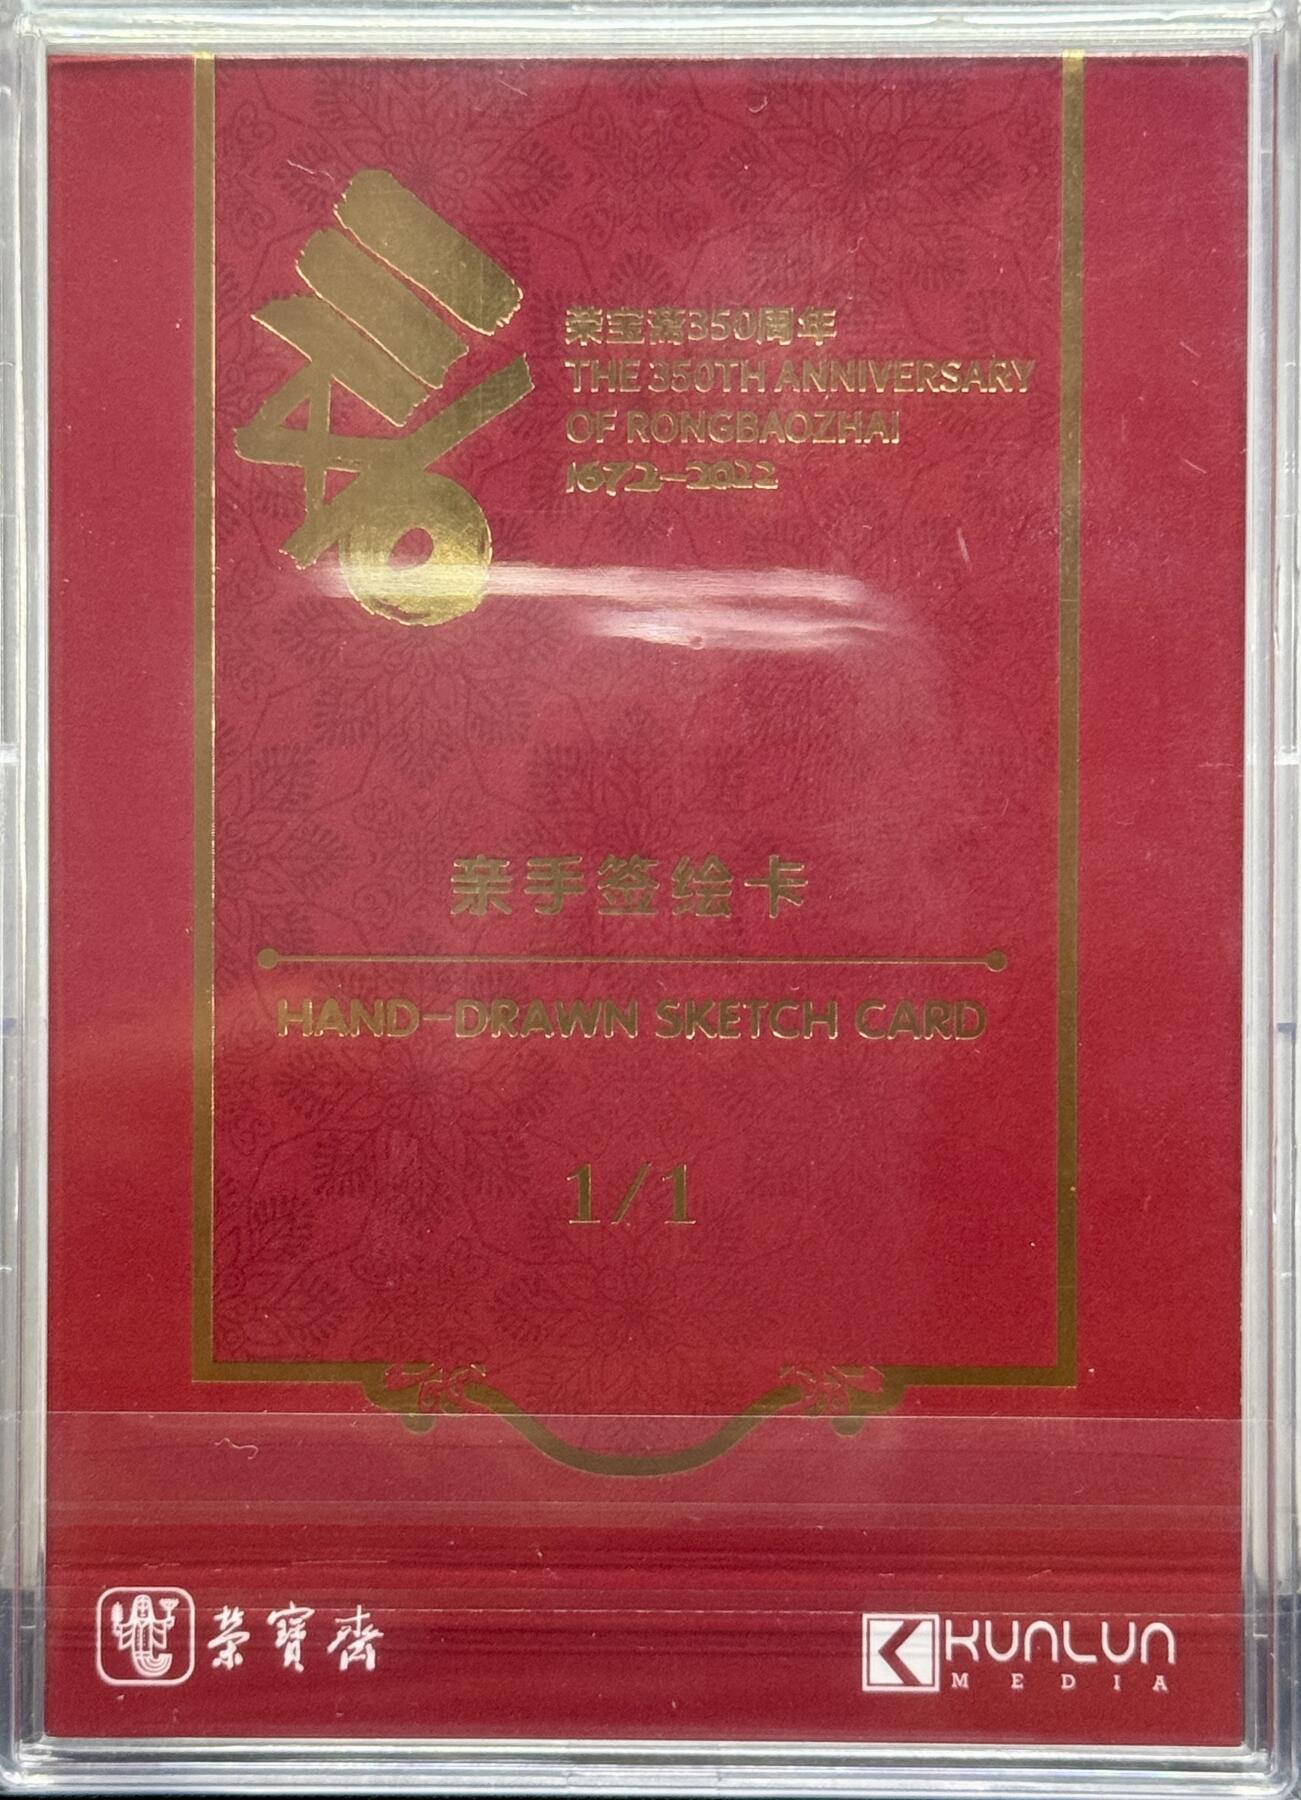 荣宝斋350周年
THE 350TH ANNIVERSARY
OF RONGBAOZHAI
1672-2022
亲手签绘卡
HAND-DRAWN SKETCH CARD
1/1
榮寶齋
KUNLUN
MEDIA